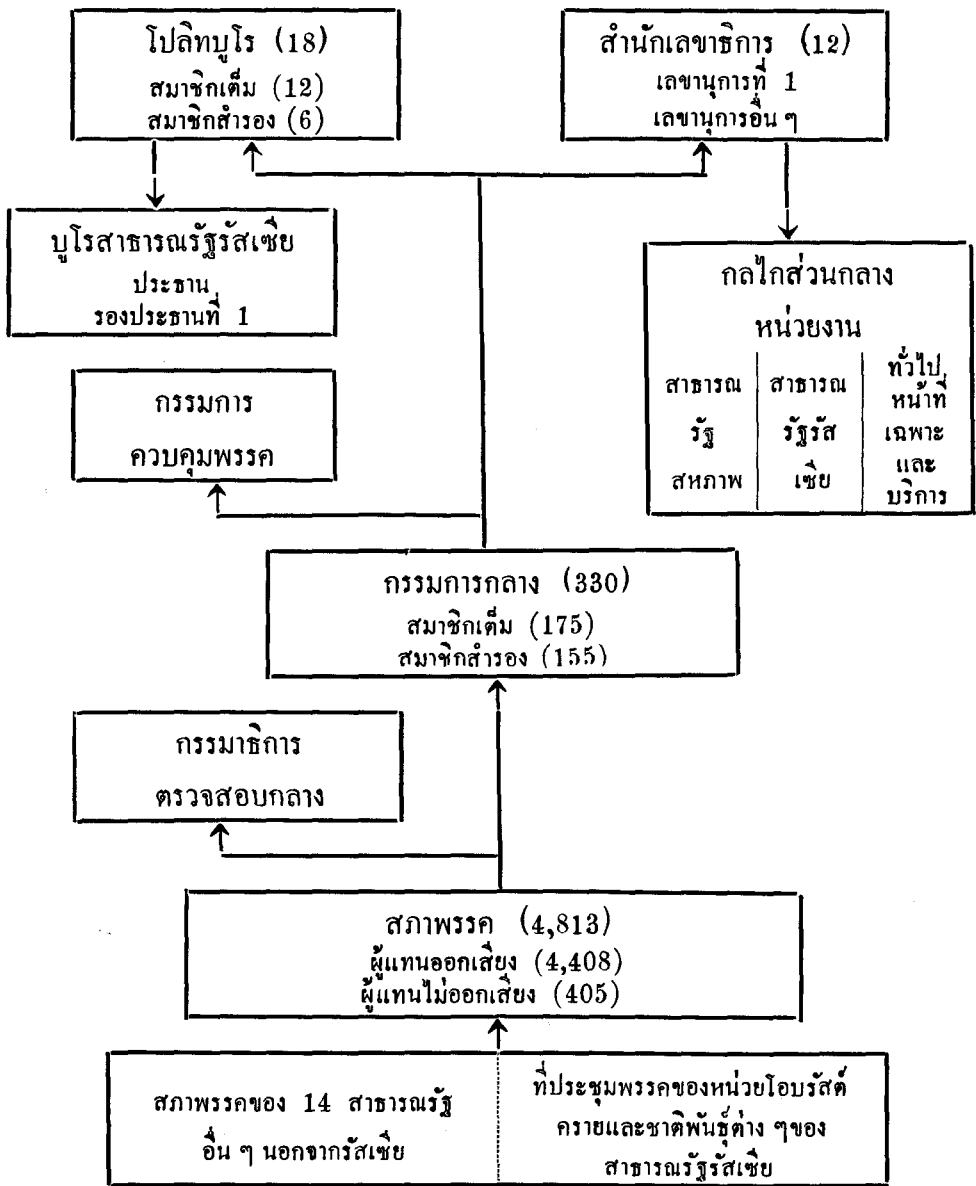 โปลิทบูโร (18)
สมาชิกเต็ม (12)
สมาชิกสำรอง (6)
สำนักเลขาธิการ (12)
เลขานุการที่ 1
เลขานุการอื่น ๆ
บูโรสาธารณรัฐรัสเซีย
ประธาน
รองประธานที่ 1
กลไกส่วนกลาง
หน่วยงาน
สาธารณ
รัฐ
สหภาพ
สาธารณ
รัฐรัส
เซีย
ทั่วไป
หน้าที่
เฉพาะ
และ
บริการ
กรรมการ
ควบคุมพรรค
กรรมการกลาง (330)
สมาชิกเต็ม (175)
สมาชิกสำรอง (155)
กรรมาธิการ
ตรวจสอบกลาง
สภาพรรค (4,813)
ผู้แทนออกเสียง (4,408)
ผู้แทนไม่ออกเสียง (405)
สภาพรรคของ 14 สาธารณรัฐ
อื่น ๆ นอกจากรัสเซีย
ที่ประชุมพรรคของหน่วยโอบรัสต์
ครายและชาติพันธุ์ต่าง ๆของ
สาธารณรัฐรัสเซีย